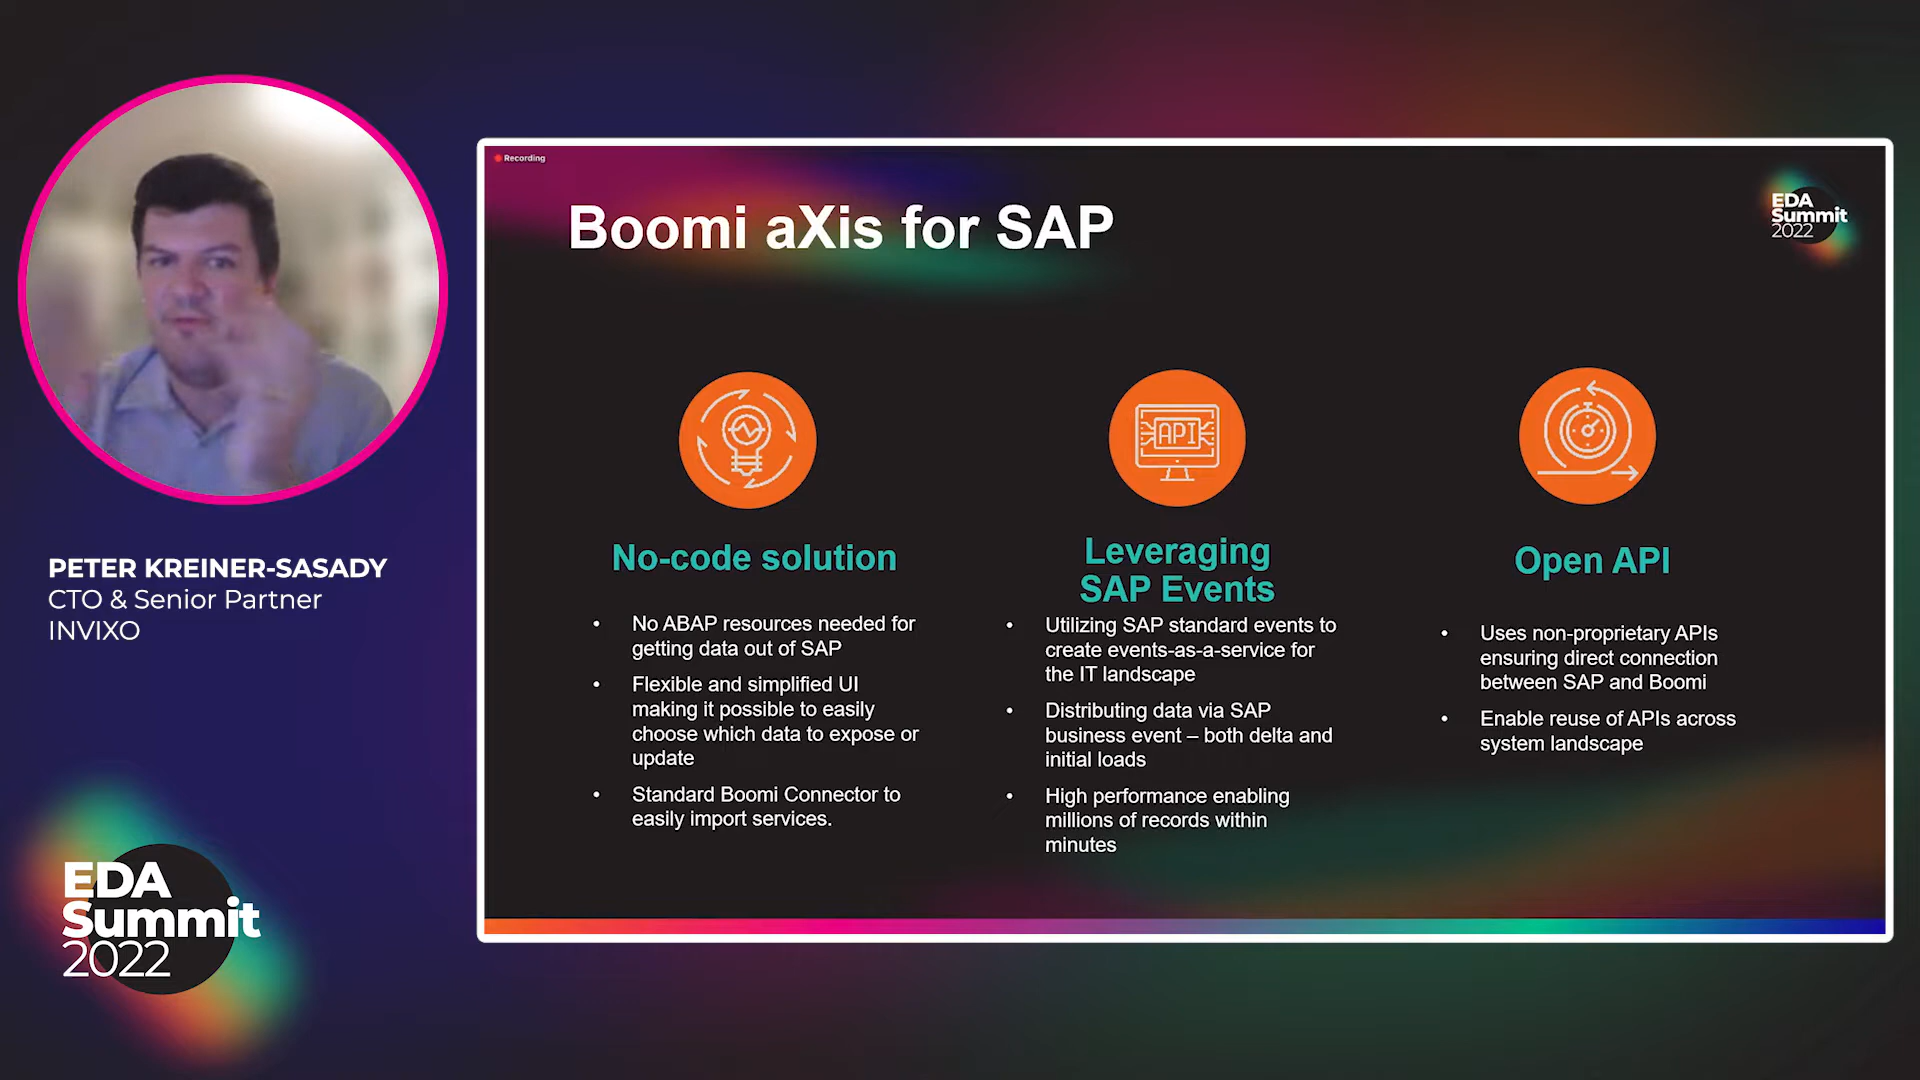 Recording
Boomi aXis for SAP
EDA
Summit
2022
API
No-code solution
No ABAP resources needed for
getting data out of SAP
Flexible and simplified UI
making it possible to easily
choose which data to expose or
update
Standard Boomi Connector to
easily import services.
Leveraging
SAP Events
Utilizing SAP standard events to
create events-as-a-service for
the IT landscape
Distributing data via SAP
business event – both delta and
initial loads
High performance enabling
millions of records within
minutes
Open API
Uses non-proprietary APIs
ensuring direct connection
between SAP and Boomi
Enable reuse of APIs across
system landscape
PETER KREINER-SASADY
CTO & Senior Partner
INVIXO
EDA
Summit
2022